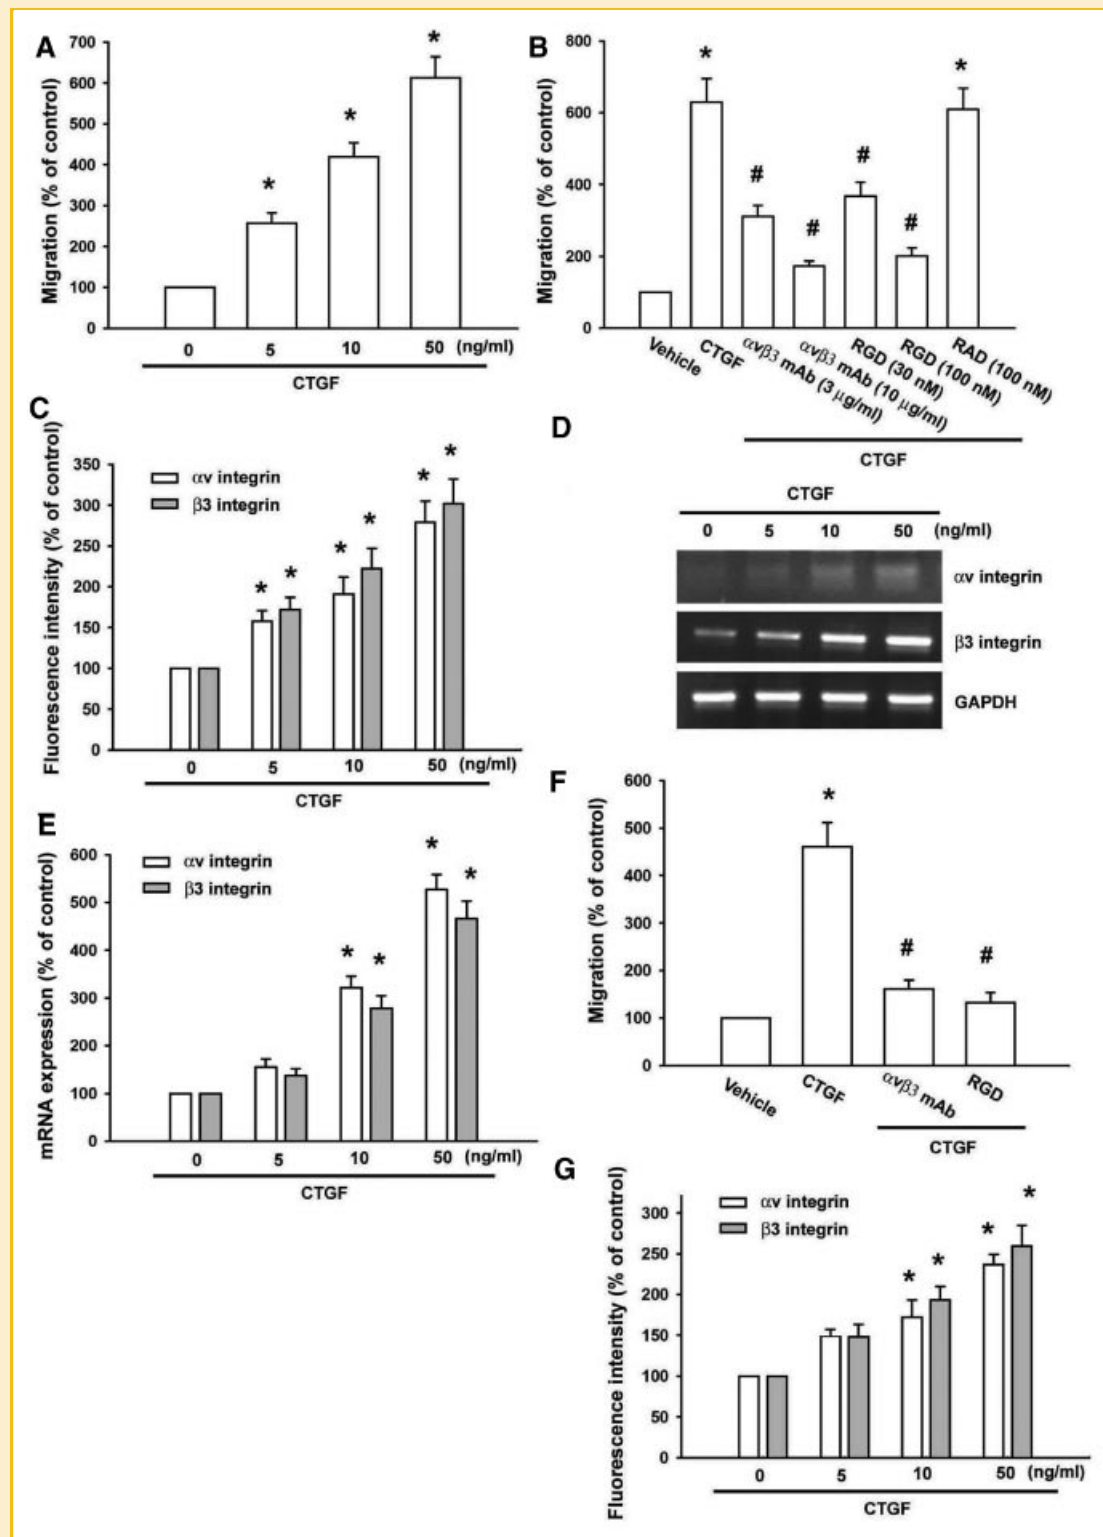 A
Migration (% of control)
700
600
500
400
300
200
100
0
*
*
*
0 5 10 50 (ng/ml)
CTGF
B
Migration (% of control)
800
600
400
200
0
*
#
#
#
#
*
Vehicle
CTGF
αvβ3 mAb (3 μg/ml)
αvβ3 mAb (10 μg/ml)
RGD (30 nM)
RGD (100 nM)
RAD (100 nM)
CTGF
C
Fluorescence intensity (% of control)
350
300
250
200
150
100
50
0
αv integrin
β3 integrin
* *
* *
* *
0 5 10 50 (ng/ml)
CTGF
D
CTGF
0 5 10 50 (ng/ml)
αv integrin
β3 integrin
GAPDH
E
mRNA expression (% of control)
600
500
400
300
200
100
0
αv integrin
β3 integrin
* *
* *
0 5 10 50 (ng/ml)
CTGF
F
Migration (% of control)
600
500
400
300
200
100
0
*
#
#
Vehicle
CTGF
αvβ3 mAb
RGD
CTGF
G
Fluorescence intensity (% of control)
300
250
200
150
100
50
0
αv integrin
β3 integrin
* *
* *
0 5 10 50 (ng/ml)
CTGF